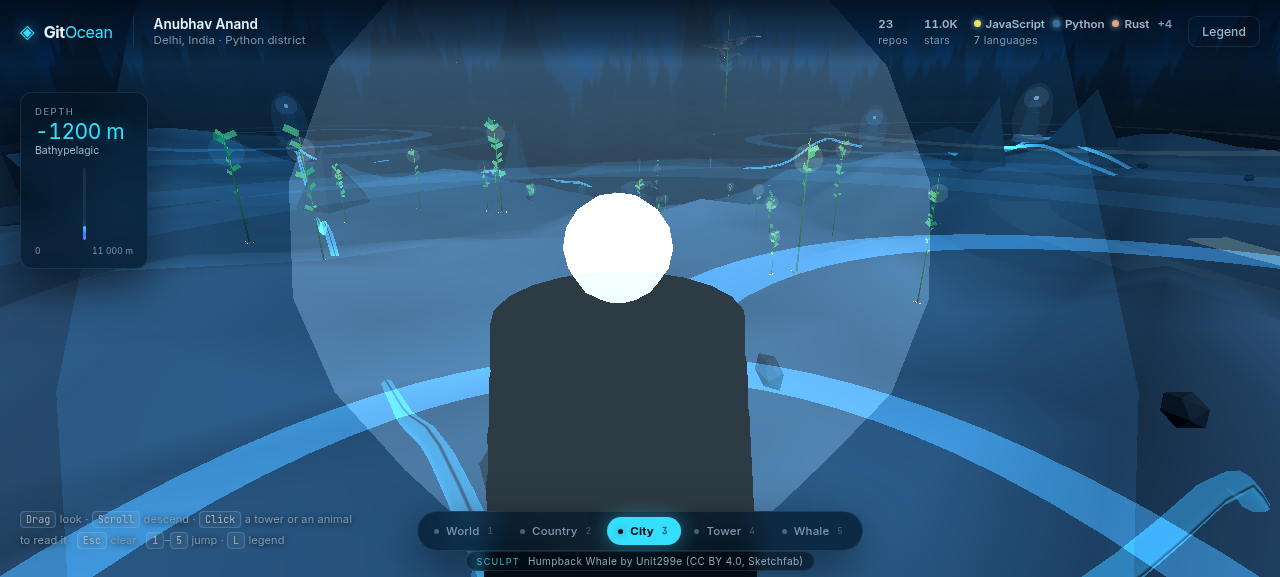 GitOcean
Anubhav Anand
Delhi, India · Python district
23 repos
11.0K stars
JavaScript Python Rust +4
7 languages
Legend
DEPTH
-1200 m
Bathypelagic
0 11 000 m
Drag look · Scroll descend · Click a tower or an animal
to read it Esc clear 1–5 jump · L legend
World 1 Country 2 City 3 Tower 4 Whale 5
SCULPT Humpback Whale by Unit299e (CC BY 4.0, Sketchfab)